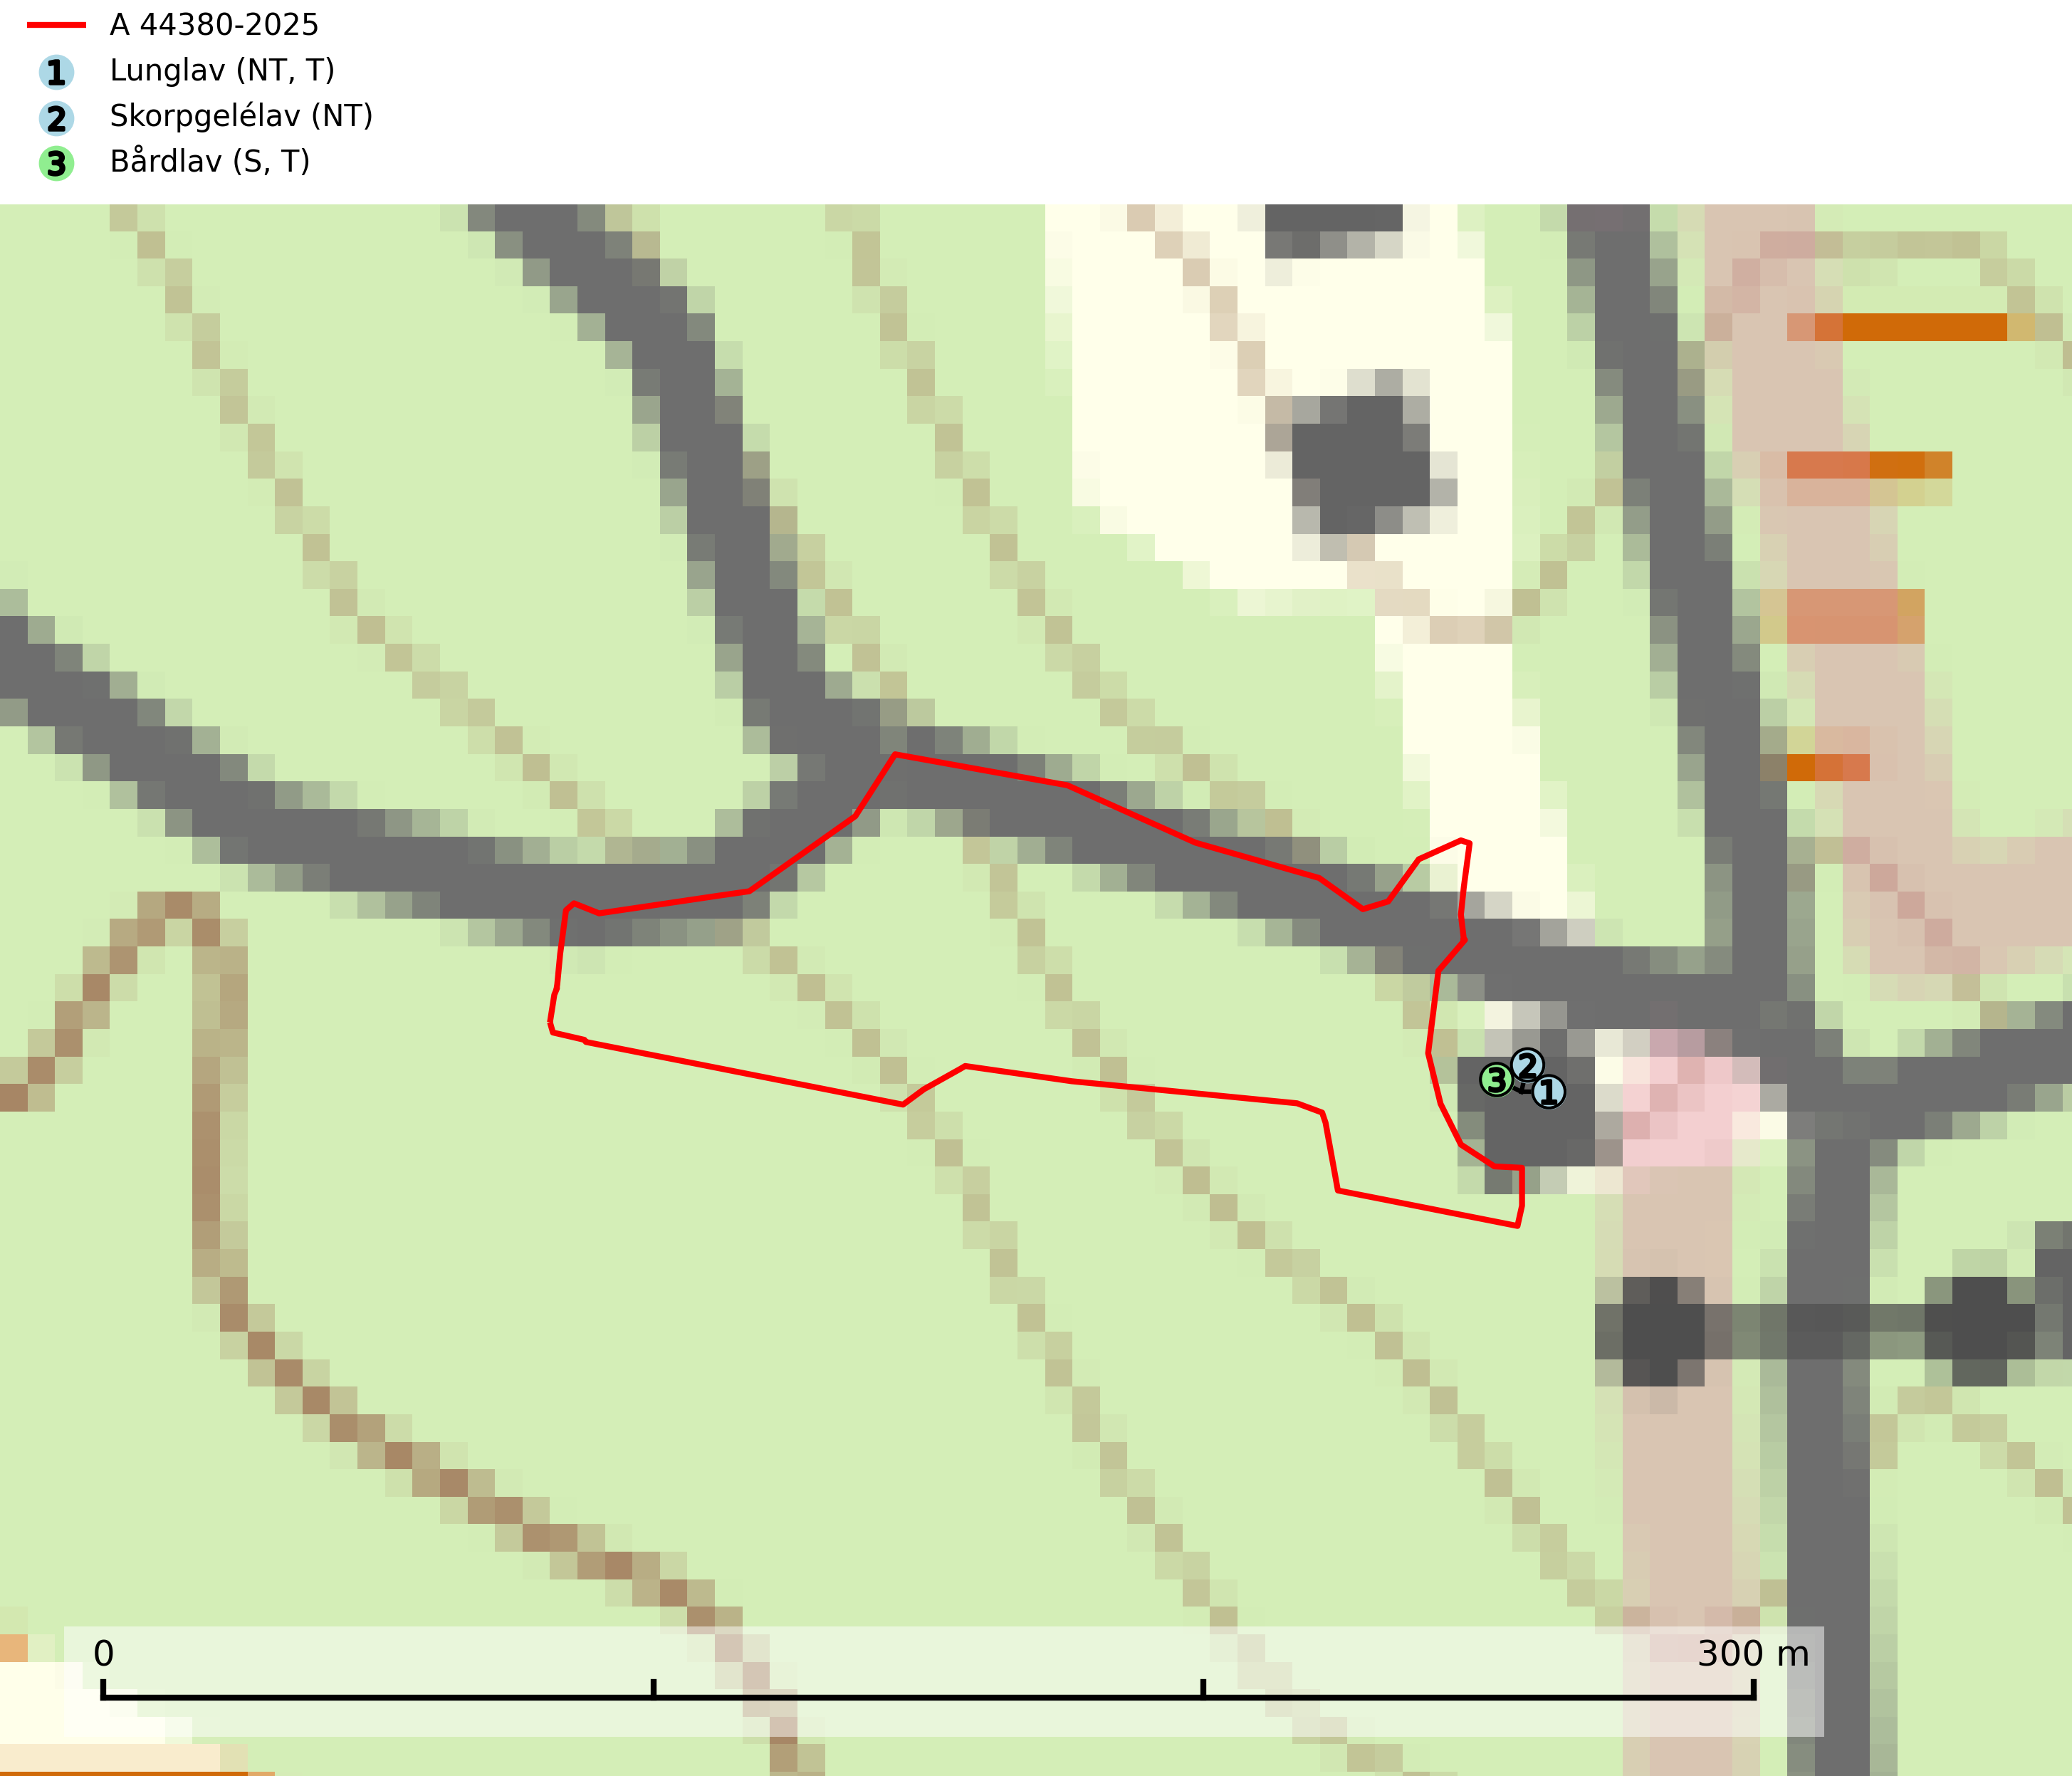 A 44380-2025
1 Lunglav (NT, T)
2 Skorpgelélav (NT)
3 Bårdlav (S, T)
3 2 1
0 300 m